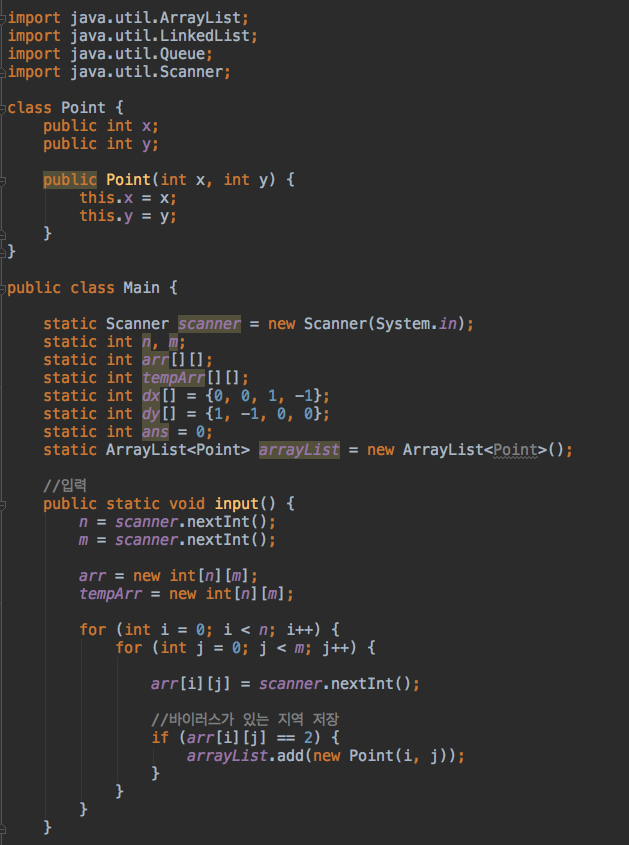 import java.util.ArrayList;
import java.util.LinkedList;
import java.util.Queue;
import java.util.Scanner;

class Point {
    public int x;
    public int y;

    public Point(int x, int y) {
        this.x = x;
        this.y = y;
    }
}

public class Main {

    static Scanner scanner = new Scanner(System.in);
    static int n, m;
    static int arr[][];
    static int tempArr[][];
    static int dx[] = {0, 0, 1, -1};
    static int dy[] = {1, -1, 0, 0};
    static int ans = 0;
    static ArrayList<Point> arrayList = new ArrayList<Point>();

    //입력
    public static void input() {
        n = scanner.nextInt();
        m = scanner.nextInt();

        arr = new int[n][m];
        tempArr = new int[n][m];

        for (int i = 0; i < n; i++) {
            for (int j = 0; j < m; j++) {

                arr[i][j] = scanner.nextInt();

                //바이러스가 있는 지역 저장
                if (arr[i][j] == 2) {
                    arrayList.add(new Point(i, j));
                }
            }
        }
    }